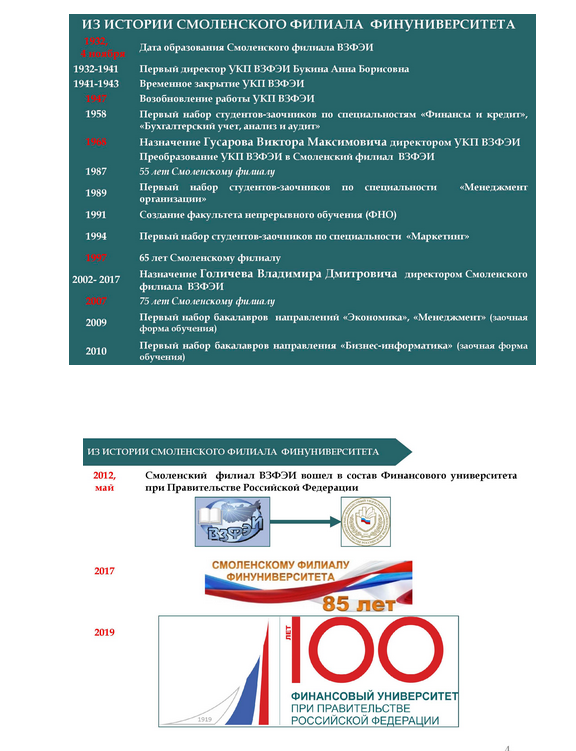 ИЗ ИСТОРИИ СМОЛЕНСКОГО ФИЛИАЛА ФИНУНИВЕРСИТЕТА
Дата образования Смоленского филиала ВЗФЭИ
1932-1941 Первый директор УКП ВЗФЭИ Букина Анна Борисовна
1941-1943 Временное закрытие УКП ВЗФЭИ
Возобновление работы УКП ВЗФЭИ
1958 Первый набор студентов-заочников по специальностям «Финансы и кредит»,
«Бухгалтерский учет, анализ и аудит»
Назначение Гусарова Виктора Максимовича директором УКП ВЗФЭИ
Преобразование УКП ВЗФЭИ в Смоленский филиал ВЗФЭИ
1987 55 лет Смоленскому филиалу
1989 Первый набор студентов-заочников по специальности «Менеджмент
организации»
1991 Создание факультета непрерывного обучения (ФНО)
1994 Первый набор студентов-заочников по специальности «Маркетинг»
1997 65 лет Смоленскому филиалу
2002- 2017 Назначение Голичева Владимира Дмитровича директором Смоленского
филиала ВЗФЭИ
2007 75 лет Смоленскому филиалу
2009 Первый набор бакалавров направлений «Экономика», «Менеджмент» (заочная
форма обучения)
2010 Первый набор бакалавров направления «Бизнес-информатика» (заочная форма
обучения)
ИЗ ИСТОРИИ СМОЛЕНСКОГО ФИЛИАЛА ФИНУНИВЕРСИТЕТА
2012, Смоленский филиал ВЗФЭИ вошел в состав Финансового университета
май при Правительстве Российской Федерации
ВЗФЭИ
2017
СМОЛЕНСКОМУ ФИЛИАЛУ
ФИНУНИВЕРСИТЕТА
85 лет
2019
ЛЕТ 100
1919
ФИНАНСОВЫЙ УНИВЕРСИТЕТ
ПРИ ПРАВИТЕЛЬСТВЕ
РОССИЙСКОЙ ФЕДЕРАЦИИ
4